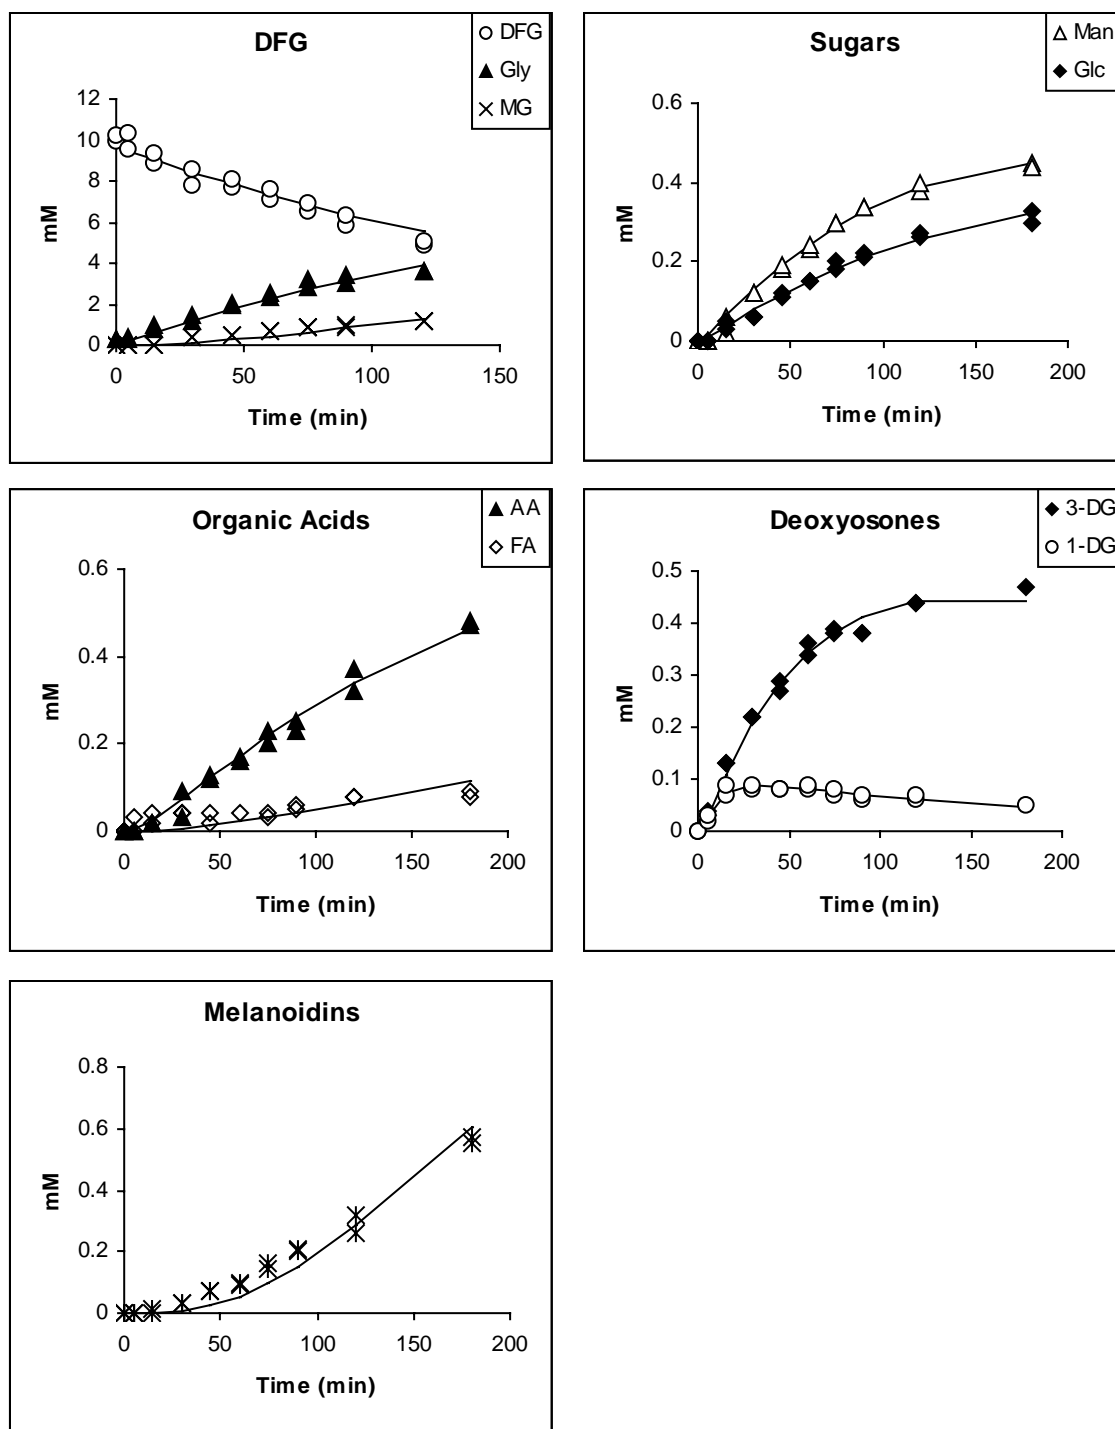 DFG
DFG
Gly
MG
12
10
8
6
4
2
0
mM
0 50 100 150
Time (min)
Sugars
Man
Glc
0.6
0.4
0.2
0
mM
0 50 100 150 200
Time (min)
Organic Acids
AA
FA
0.6
0.4
0.2
0
mM
0 50 100 150 200
Time (min)
Deoxyosones
3-DG
1-DG
0.5
0.4
0.3
0.2
0.1
0
mM
0 50 100 150 200
Time (min)
Melanoidins
0.8
0.6
0.4
0.2
0
mM
0 50 100 150 200
Time (min)